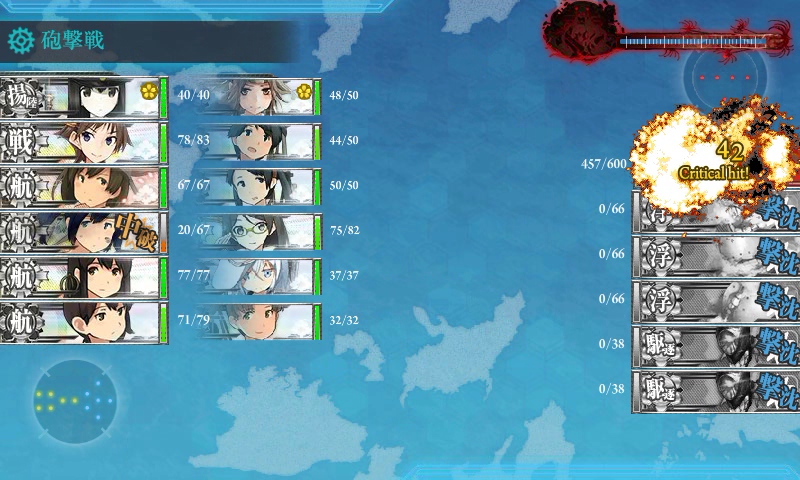 砲撃戦
揚陸 40/40 48/50
戦 78/83 44/50
航 67/67 50/50
航 中破 20/67 75/82
航 77/77 37/37
航 71/79 32/32
457/600
42
Critical hit!
0/66 浮 撃沈
0/66 浮 撃沈
0/66 浮 撃沈
0/38 駆逐 撃沈
0/38 駆逐 撃沈